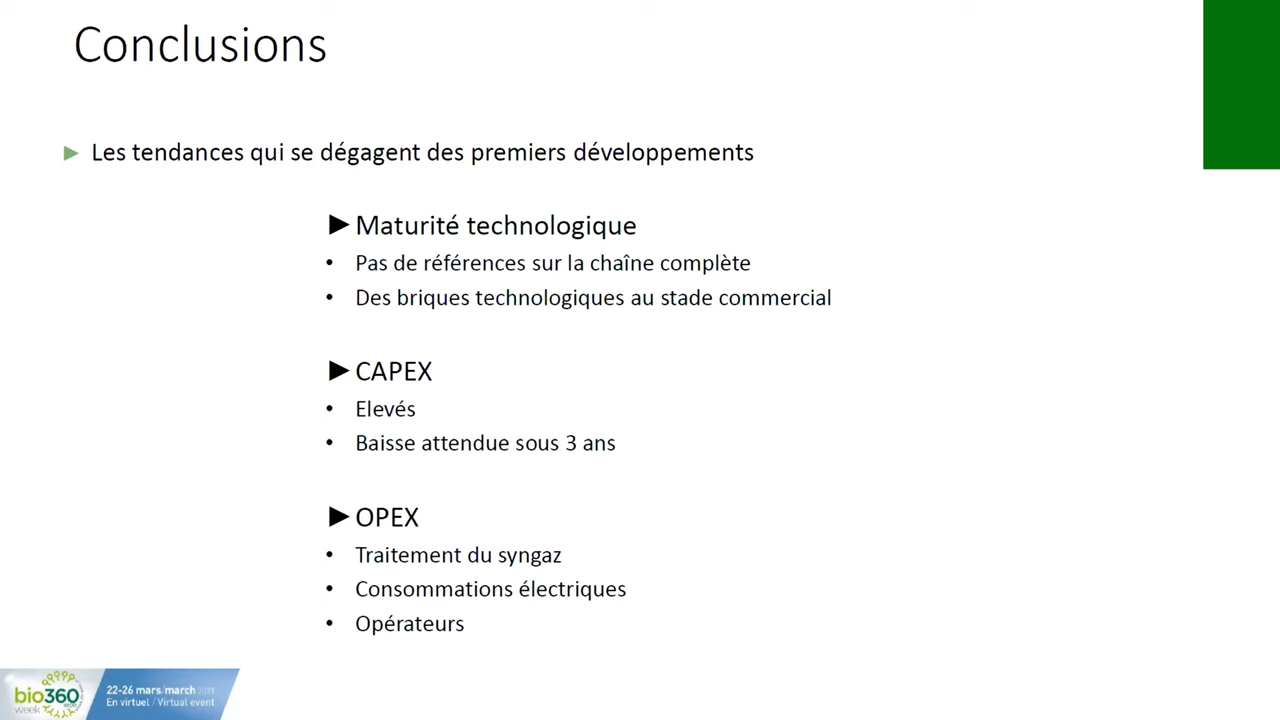 Conclusions
► Les tendances qui se dégagent des premiers développements
►Maturité technologique
• Pas de références sur la chaîne complète
• Des briques technologiques au stade commercial
►CAPEX
• Elevés
• Baisse attendue sous 3 ans
►OPEX
• Traitement du syngaz
• Consommations électriques
• Opérateurs
bio360
week
22-26 mars/march 2021
En virtuel / Virtual event